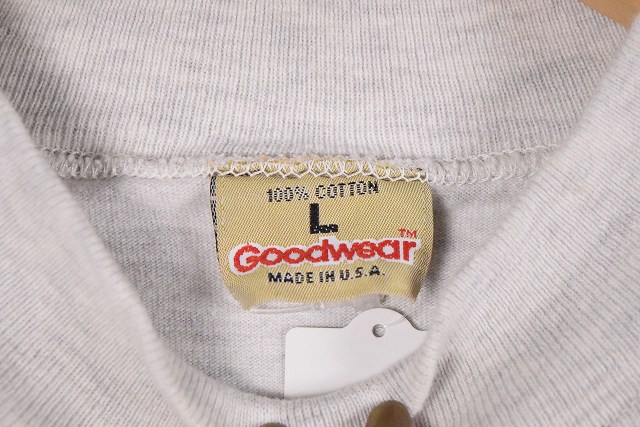 100% COTTON
L
Goodwear™
MADE IN U.S.A.